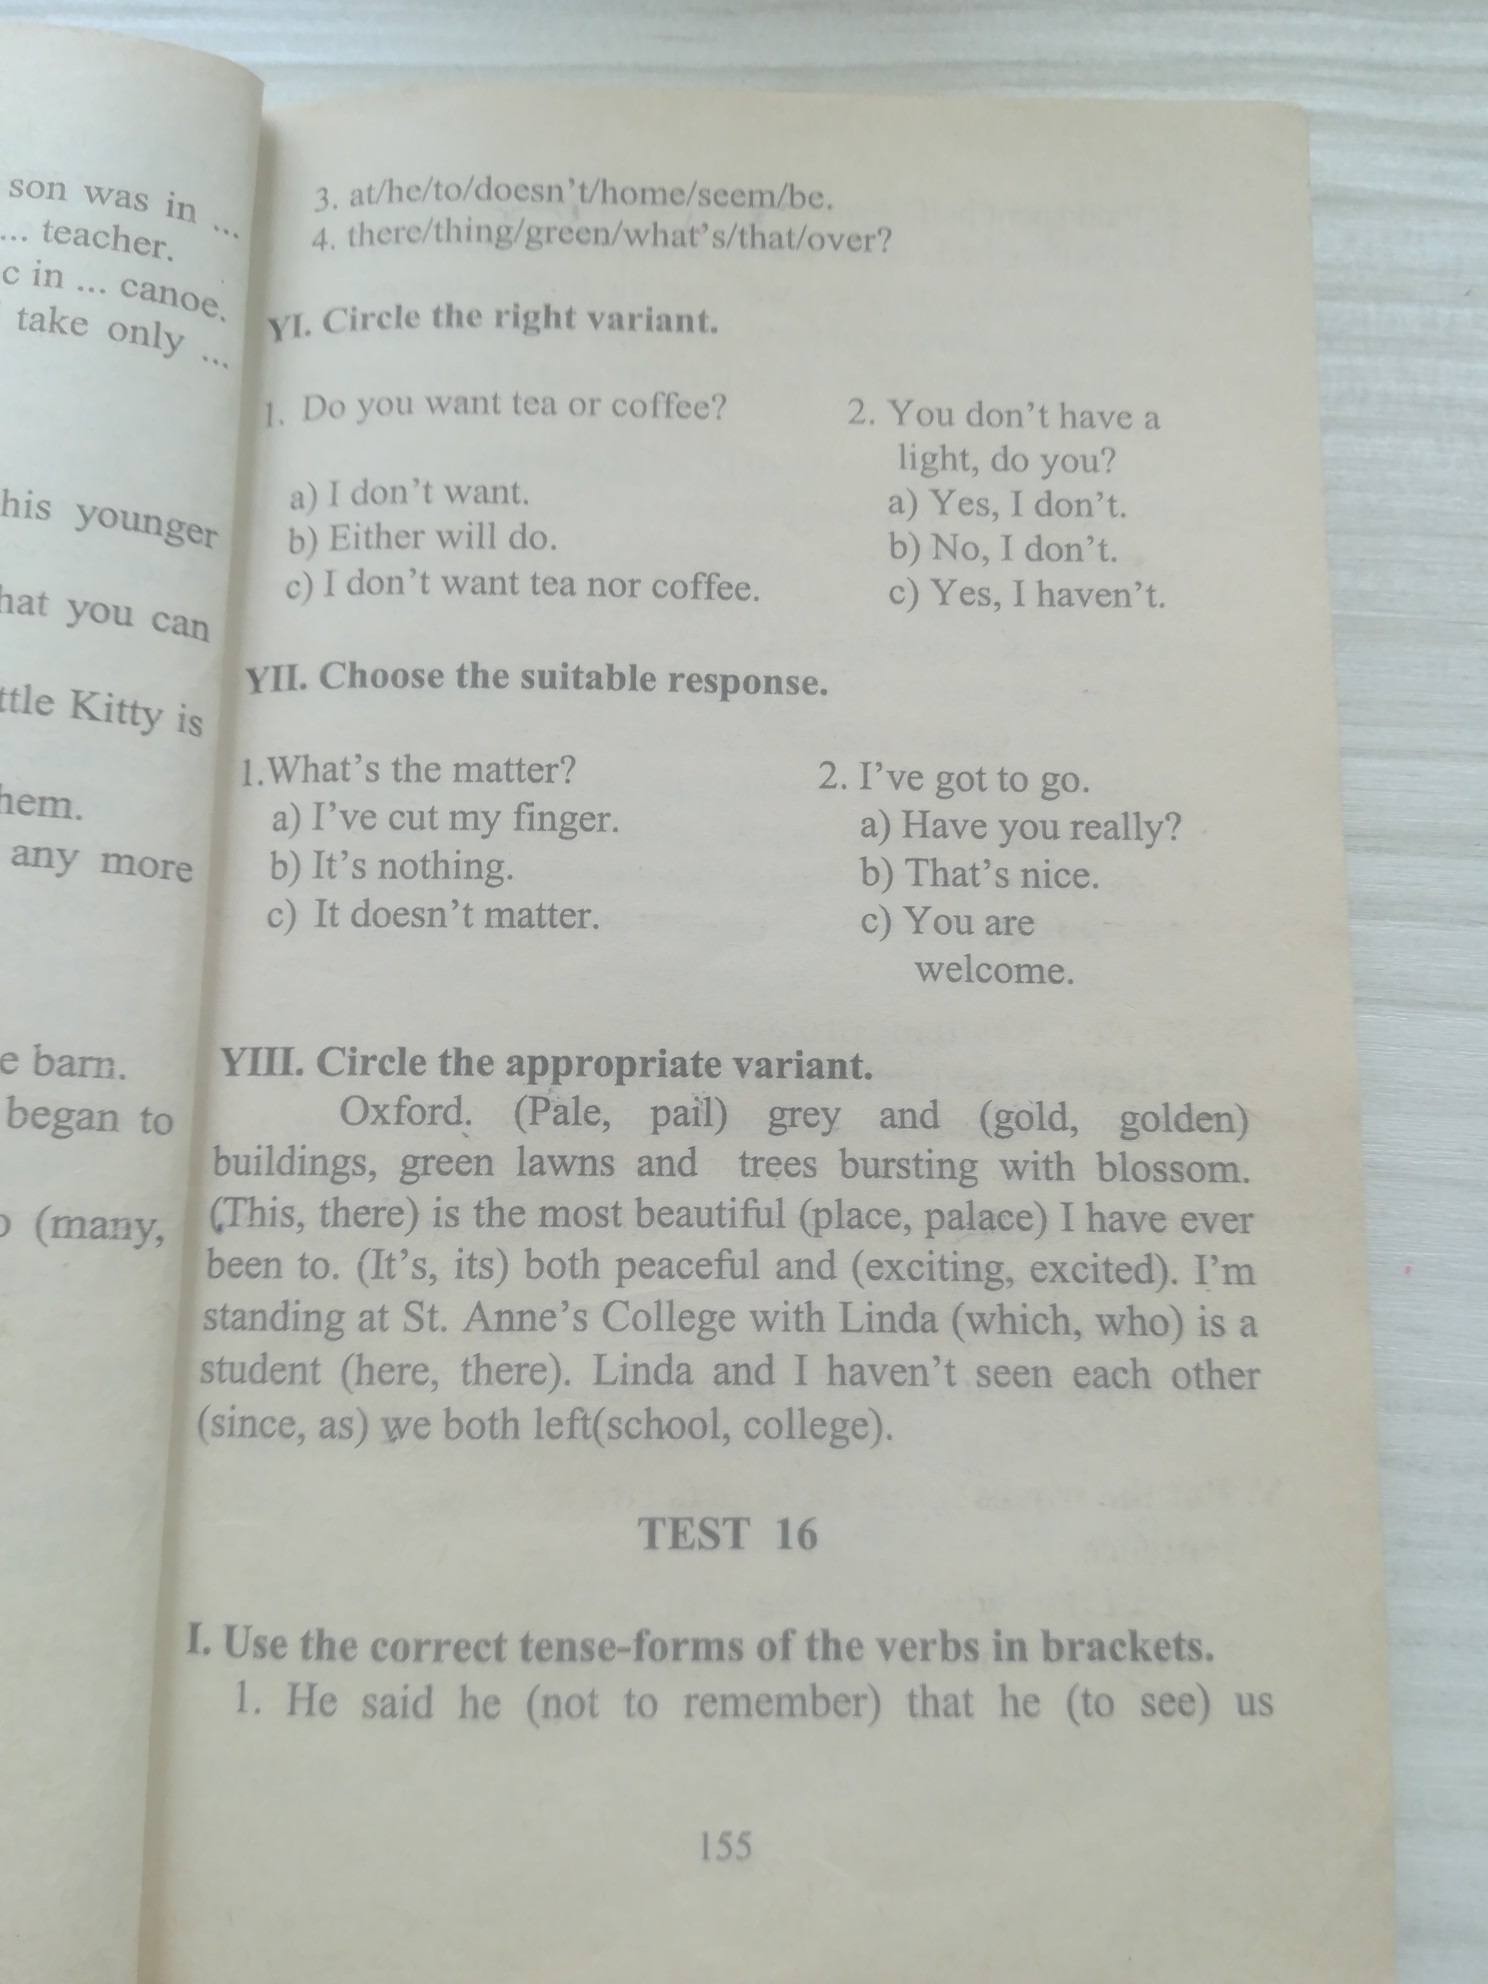 son was in ...
... teacher.
c in ... canoe.
take only ...
his younger
hat you can
ttle Kitty is
hem.
any more
e barn.
began to
(many,
3. at/he/to/doesn't/home/seem/be.
4. there/thing/green/what's/that/over?
YI. Circle the right variant.
1. Do you want tea or coffee?
a) I don't want.
b) Either will do.
c) I don't want tea nor coffee.
2. You don't have a
light, do you?
a) Yes, I don't.
b) No, I don't.
c) Yes, I haven't.
YII. Choose the suitable response.
1.What's the matter?
a) I've cut my finger.
b) It's nothing.
c) It doesn't matter.
2. I've got to go.
a) Have you really?
b) That's nice.
c) You are
welcome.
YIII. Circle the appropriate variant.
Oxford. (Pale, pail) grey and (gold, golden)
buildings, green lawns and trees bursting with blossom.
(This, there) is the most beautiful (place, palace) I have ever
been to. (It's, its) both peaceful and (exciting, excited). I'm
standing at St. Anne's College with Linda (which, who) is a
student (here, there). Linda and I haven't seen each other
(since, as) we both left(school, college).
TEST 16
I. Use the correct tense-forms of the verbs in brackets.
1. He said he (not to remember) that he (to see) us
155